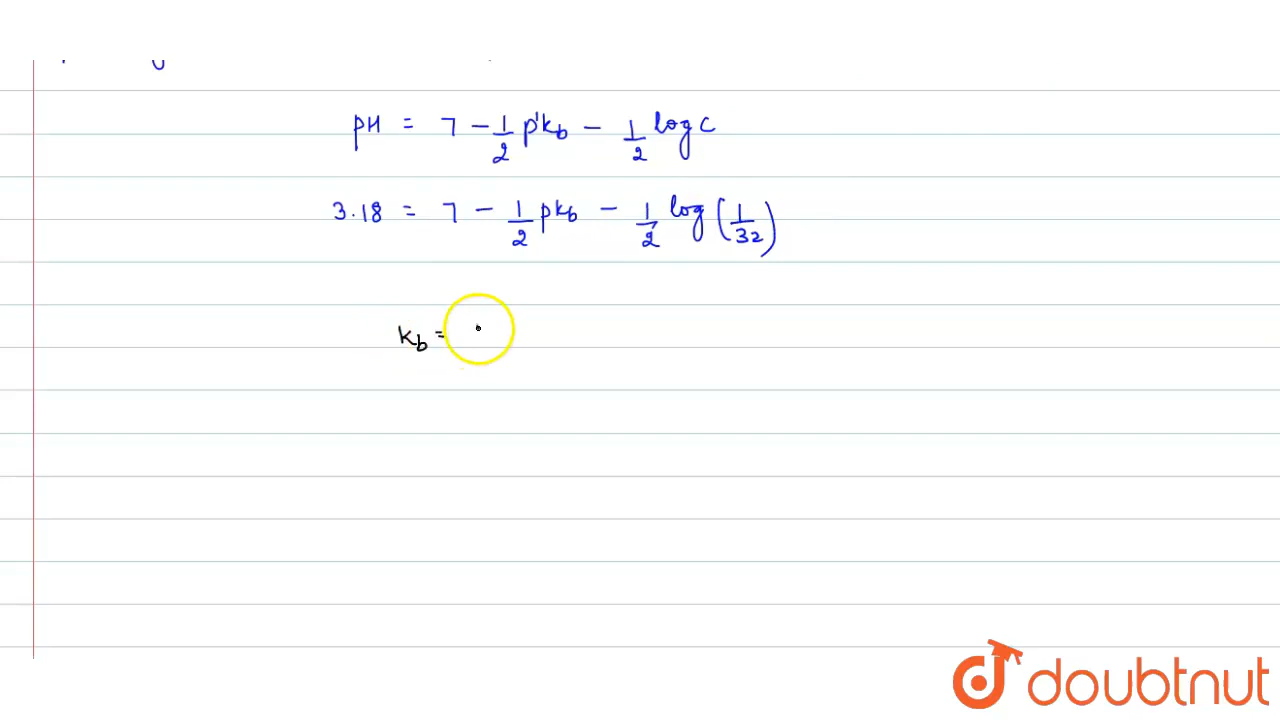 pH = 7 - 1/2 pkb - 1/2 log c
3.18 = 7 - 1/2 pkb - 1/2 log (1/32)
kb =
doubtnut